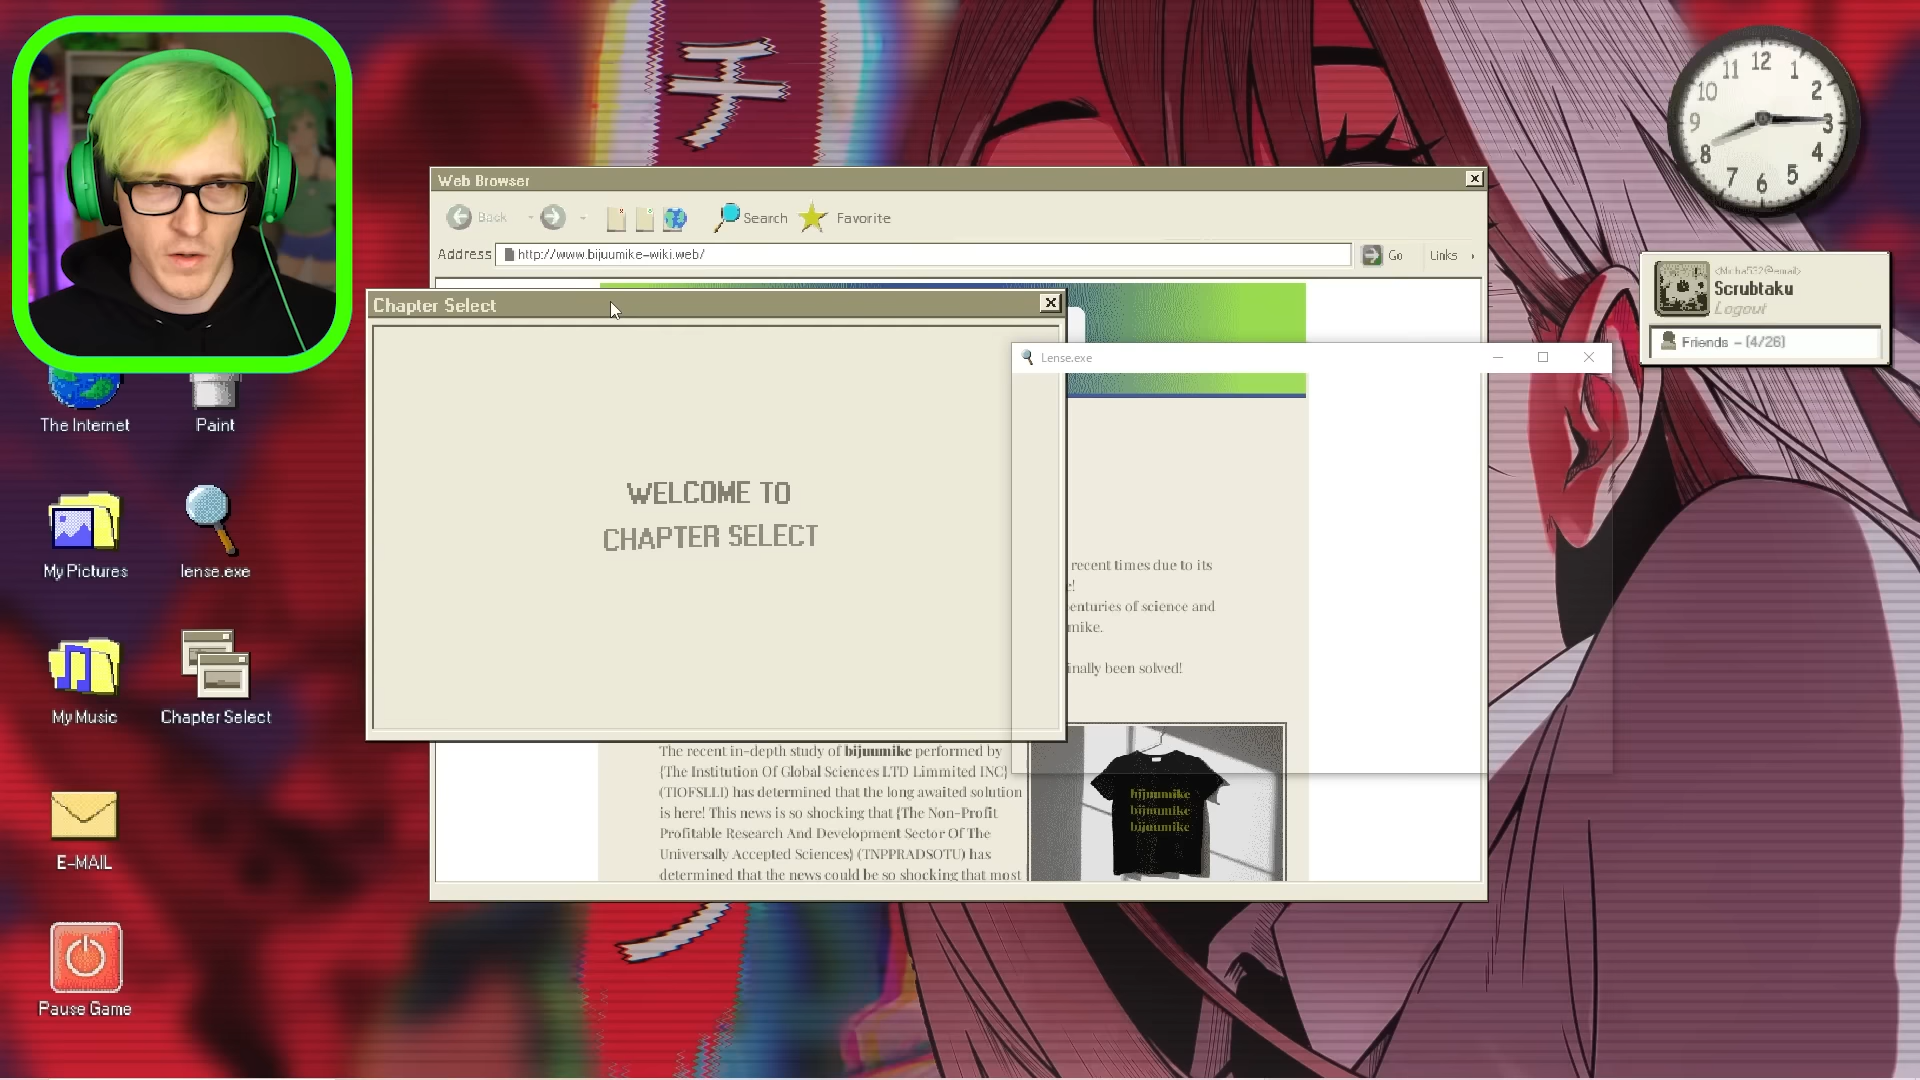 チ
Web Browser
Back
Search
Favorite
Address
http://www.bijuumike-wiki.web/
Go
Links
Chapter Select
WELCOME TO
CHAPTER SELECT
Lense.exe
recent times due to its
c!
centuries of science and
mike.
inally been solved!
The recent in-depth study of bijuumike performed by
{The Institution Of Global Sciences LTD Limmited INC}
(TIOFSLLI) has determined that the long awaited solution
is here! This news is so shocking that {The Non-Profit
Profitable Research And Development Sector Of The
Universally Accepted Sciences} (TNPPRADSOTU) has
determined that the news could be so shocking that most
bijuumike
bijuumike
bijuumike
12
1
2
3
4
5
6
7
8
9
10
11
<Micha532@email>
Scrubtaku
Logout
Friends - (4/26)
The Internet
Paint
My Pictures
lense.exe
My Music
Chapter Select
E-MAIL
Pause Game